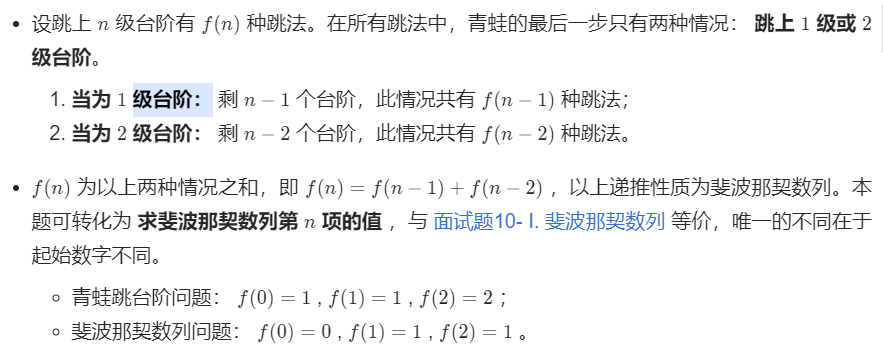 • 设跳上 n 级台阶有 f(n) 种跳法。在所有跳法中，青蛙的最后一步只有两种情况： 跳上 1 级或 2
级台阶。
1. 当为 1 级台阶： 剩 n − 1 个台阶，此情况共有 f(n − 1) 种跳法；
2. 当为 2 级台阶： 剩 n − 2 个台阶，此情况共有 f(n − 2) 种跳法。
• f(n) 为以上两种情况之和，即 f(n) = f(n − 1) + f(n − 2) ，以上递推性质为斐波那契数列。本
题可转化为 求斐波那契数列第 n 项的值 ，与 面试题10- I. 斐波那契数列 等价，唯一的不同在于
起始数字不同。
◦ 青蛙跳台阶问题： f(0) = 1 , f(1) = 1 , f(2) = 2 ；
◦ 斐波那契数列问题： f(0) = 0 , f(1) = 1 , f(2) = 1 。